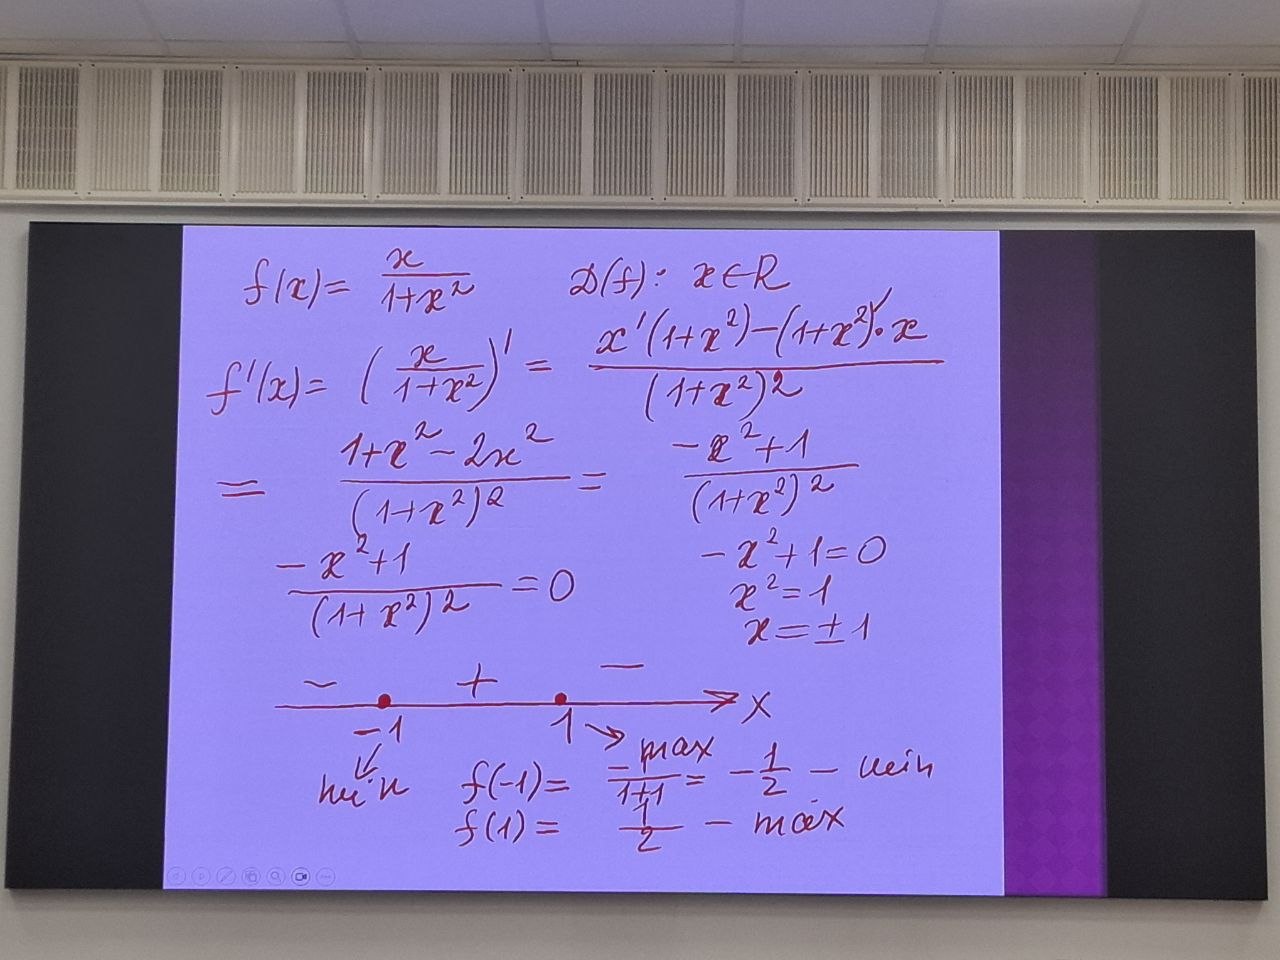 f(x) = x/(1+x²)   D(f): x∈R
f'(x) = (x/(1+x²))' = (x'(1+x²)-(1+x²)'·x)/(1+x²)²
= (1+x²-2x²)/(1+x²)² = (-x²+1)/(1+x²)²
(-x²+1)/(1+x²)² = 0   -x²+1=0
x²=1
x=±1
- + - x
-1 1 → max
min f(-1) = -/(1+1) = -1/2 - min
f(1) = 1/2 - max